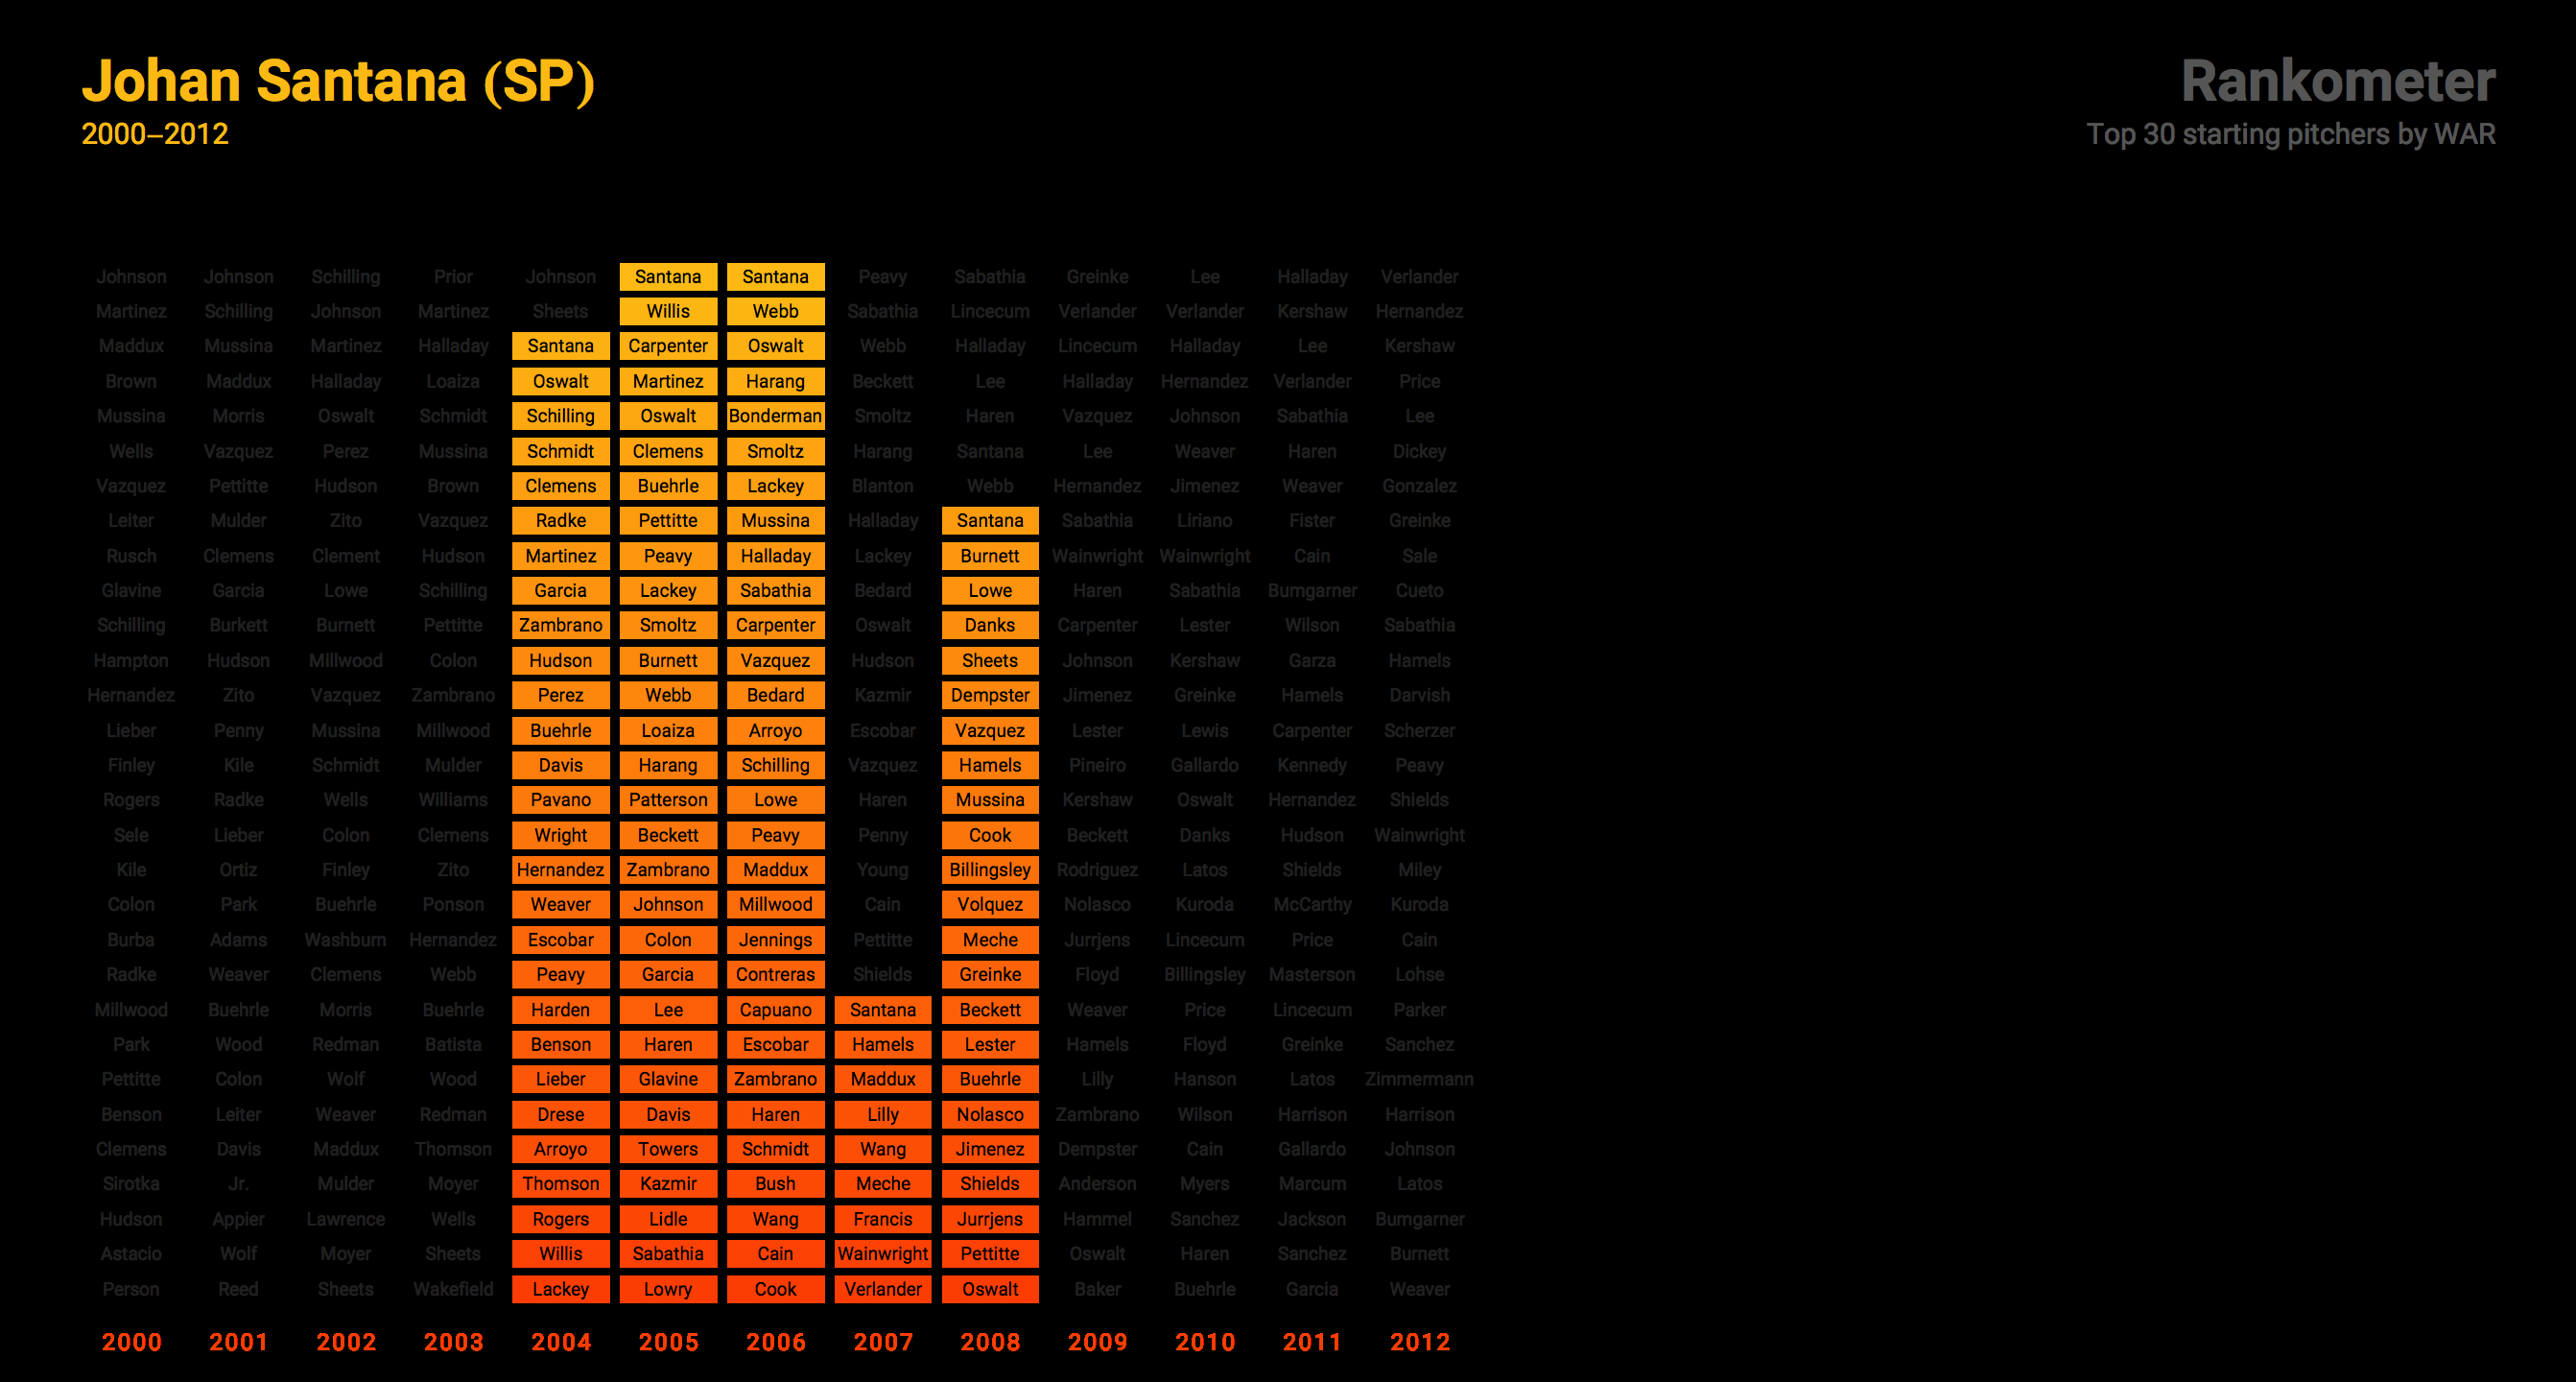 Johan Santana (SP)
2000–2012
Rankometer
Top 30 starting pitchers by WAR
Johnson Johnson Schilling Prior Johnson Santana Santana Peavy Sabathia Greinke Lee Halladay Verlander
Martinez Schilling Johnson Martinez Sheets Willis Webb Sabathia Lincecum Verlander Verlander Kershaw Hernandez
Maddux Mussina Martinez Halladay Santana Carpenter Oswalt Webb Halladay Lincecum Halladay Lee Kershaw
Brown Maddux Halladay Loaiza Oswalt Martinez Harang Beckett Lee Halladay Hernandez Verlander Price
Mussina Morris Oswalt Schmidt Schilling Oswalt Bonderman Smoltz Haren Vazquez Johnson Sabathia Lee
Wells Vazquez Perez Mussina Schmidt Clemens Smoltz Harang Santana Lee Weaver Haren Dickey
Vazquez Pettitte Hudson Brown Clemens Buehrle Lackey Blanton Webb Hernandez Jimenez Weaver Gonzalez
Leiter Mulder Zito Vazquez Radke Pettitte Mussina Halladay Santana Sabathia Liriano Fister Greinke
Rusch Clemens Clement Hudson Martinez Peavy Halladay Lackey Burnett Wainwright Wainwright Cain Sale
Glavine Garcia Lowe Schilling Garcia Lackey Sabathia Bedard Lowe Haren Sabathia Bumgarner Cueto
Schilling Burkett Burnett Pettitte Zambrano Smoltz Carpenter Oswalt Danks Carpenter Lester Wilson Sabathia
Hampton Hudson Millwood Colon Hudson Burnett Vazquez Hudson Sheets Johnson Kershaw Garza Hamels
Hernandez Zito Vazquez Zambrano Perez Webb Bedard Kazmir Dempster Jimenez Greinke Hamels Darvish
Lieber Penny Mussina Millwood Buehrle Loaiza Arroyo Escobar Vazquez Lester Lewis Carpenter Scherzer
Finley Kile Schmidt Mulder Davis Harang Schilling Vazquez Hamels Pineiro Gallardo Kennedy Peavy
Rogers Radke Wells Williams Pavano Patterson Lowe Haren Mussina Kershaw Oswalt Hernandez Shields
Sele Lieber Colon Clemens Wright Beckett Peavy Penny Cook Beckett Danks Hudson Wainwright
Kile Ortiz Finley Zito Hernandez Zambrano Maddux Young Billingsley Rodriguez Latos Shields Miley
Colon Park Buehrle Ponson Weaver Johnson Millwood Cain Volquez Nolasco Kuroda McCarthy Kuroda
Burba Adams Washburn Hernandez Escobar Colon Jennings Pettitte Meche Jurrjens Lincecum Price Cain
Radke Weaver Clemens Webb Peavy Garcia Contreras Shields Greinke Floyd Billingsley Masterson Lohse
Millwood Buehrle Morris Buehrle Harden Lee Capuano Santana Beckett Weaver Price Lincecum Parker
Park Wood Redman Batista Benson Haren Escobar Hamels Lester Hamels Floyd Greinke Sanchez
Pettitte Colon Wolf Wood Lieber Glavine Zambrano Maddux Buehrle Lilly Hanson Latos Zimmermann
Benson Leiter Weaver Redman Drese Davis Haren Lilly Nolasco Zambrano Wilson Harrison Harrison
Clemens Davis Maddux Thomson Arroyo Towers Schmidt Wang Jimenez Dempster Cain Gallardo Johnson
Sirotka Jr. Mulder Moyer Thomson Kazmir Bush Meche Shields Anderson Myers Marcum Latos
Hudson Appier Lawrence Wells Rogers Lidle Wang Francis Jurrjens Hammel Sanchez Jackson Bumgarner
Astacio Wolf Moyer Sheets Willis Sabathia Cain Wainwright Pettitte Oswalt Haren Sanchez Burnett
Person Reed Sheets Wakefield Lackey Lowry Cook Verlander Oswalt Baker Buehrle Garcia Weaver
2000 2001 2002 2003 2004 2005 2006 2007 2008 2009 2010 2011 2012